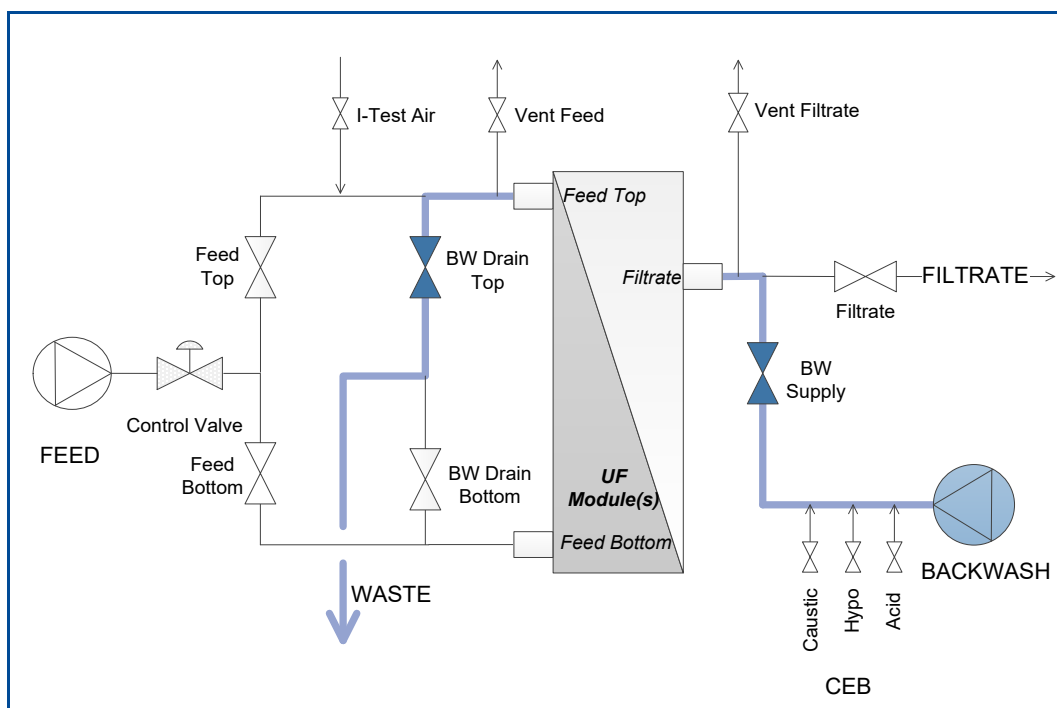 I-Test Air
Vent Feed
Vent Filtrate
Feed Top
Feed
Top
BW Drain
Top
Filtrate
FILTRATE
Filtrate
BW
Supply
Control Valve
FEED
Feed
Bottom
BW Drain
Bottom
UF
Module(s)
Feed Bottom
WASTE
BACKWASH
Caustic
Hypo
Acid
CEB